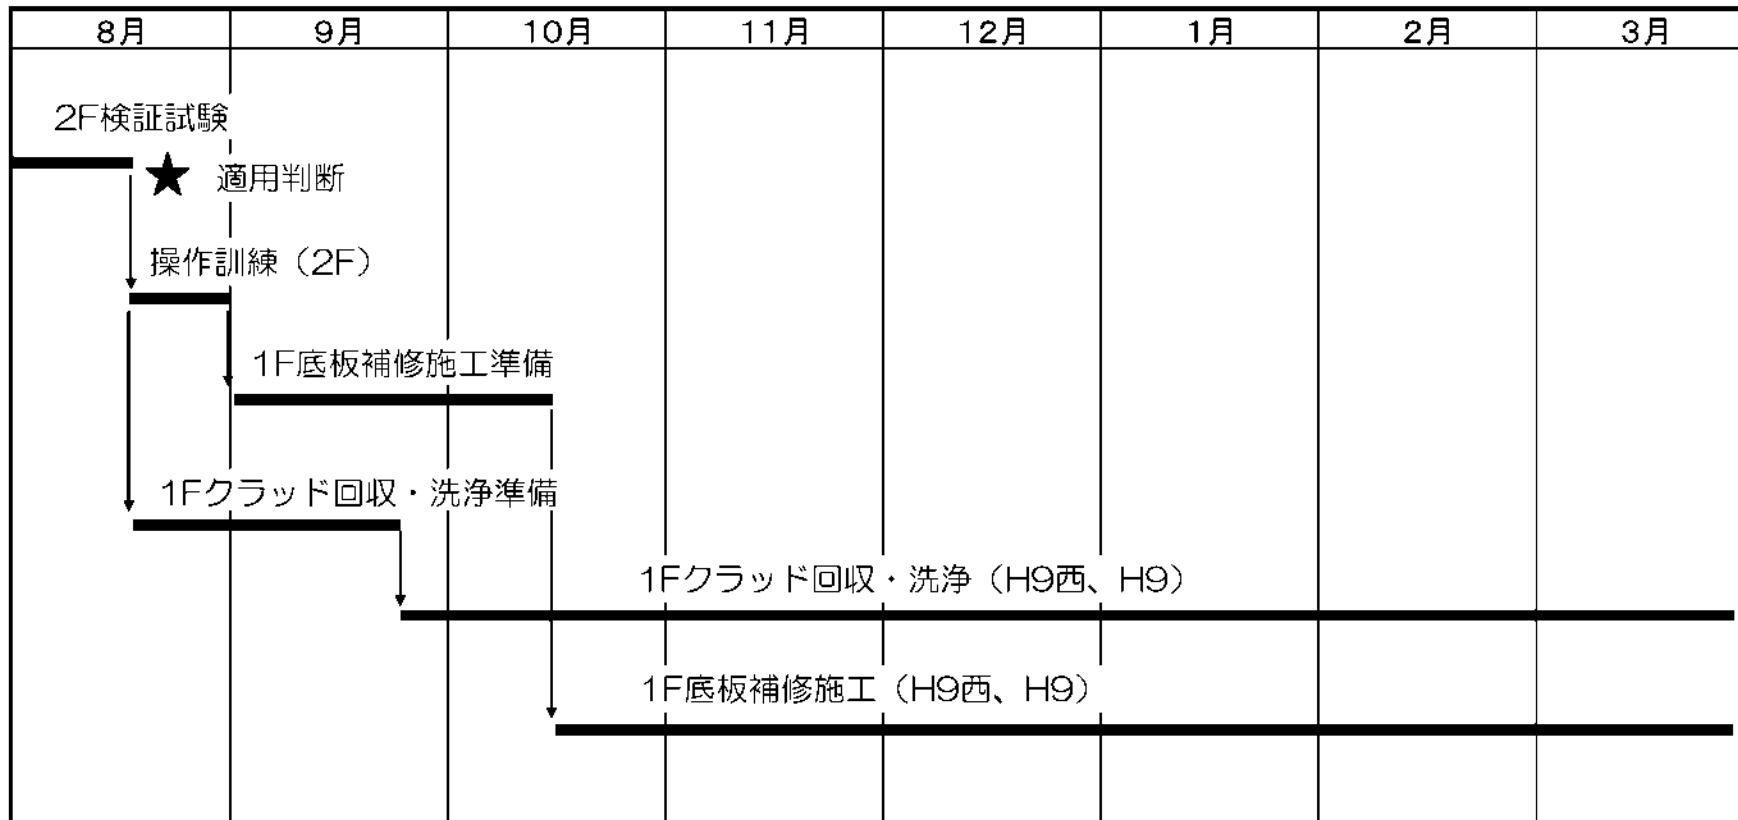 8月 9月 10月 11月 12月 1月 2月 3月
2F検証試験
★ 適用判断
操作訓練（2F）
1F底板補修施工準備
1Fクラッド回収・洗浄準備
1Fクラッド回収・洗浄（H9西、H9）
1F底板補修施工（H9西、H9）